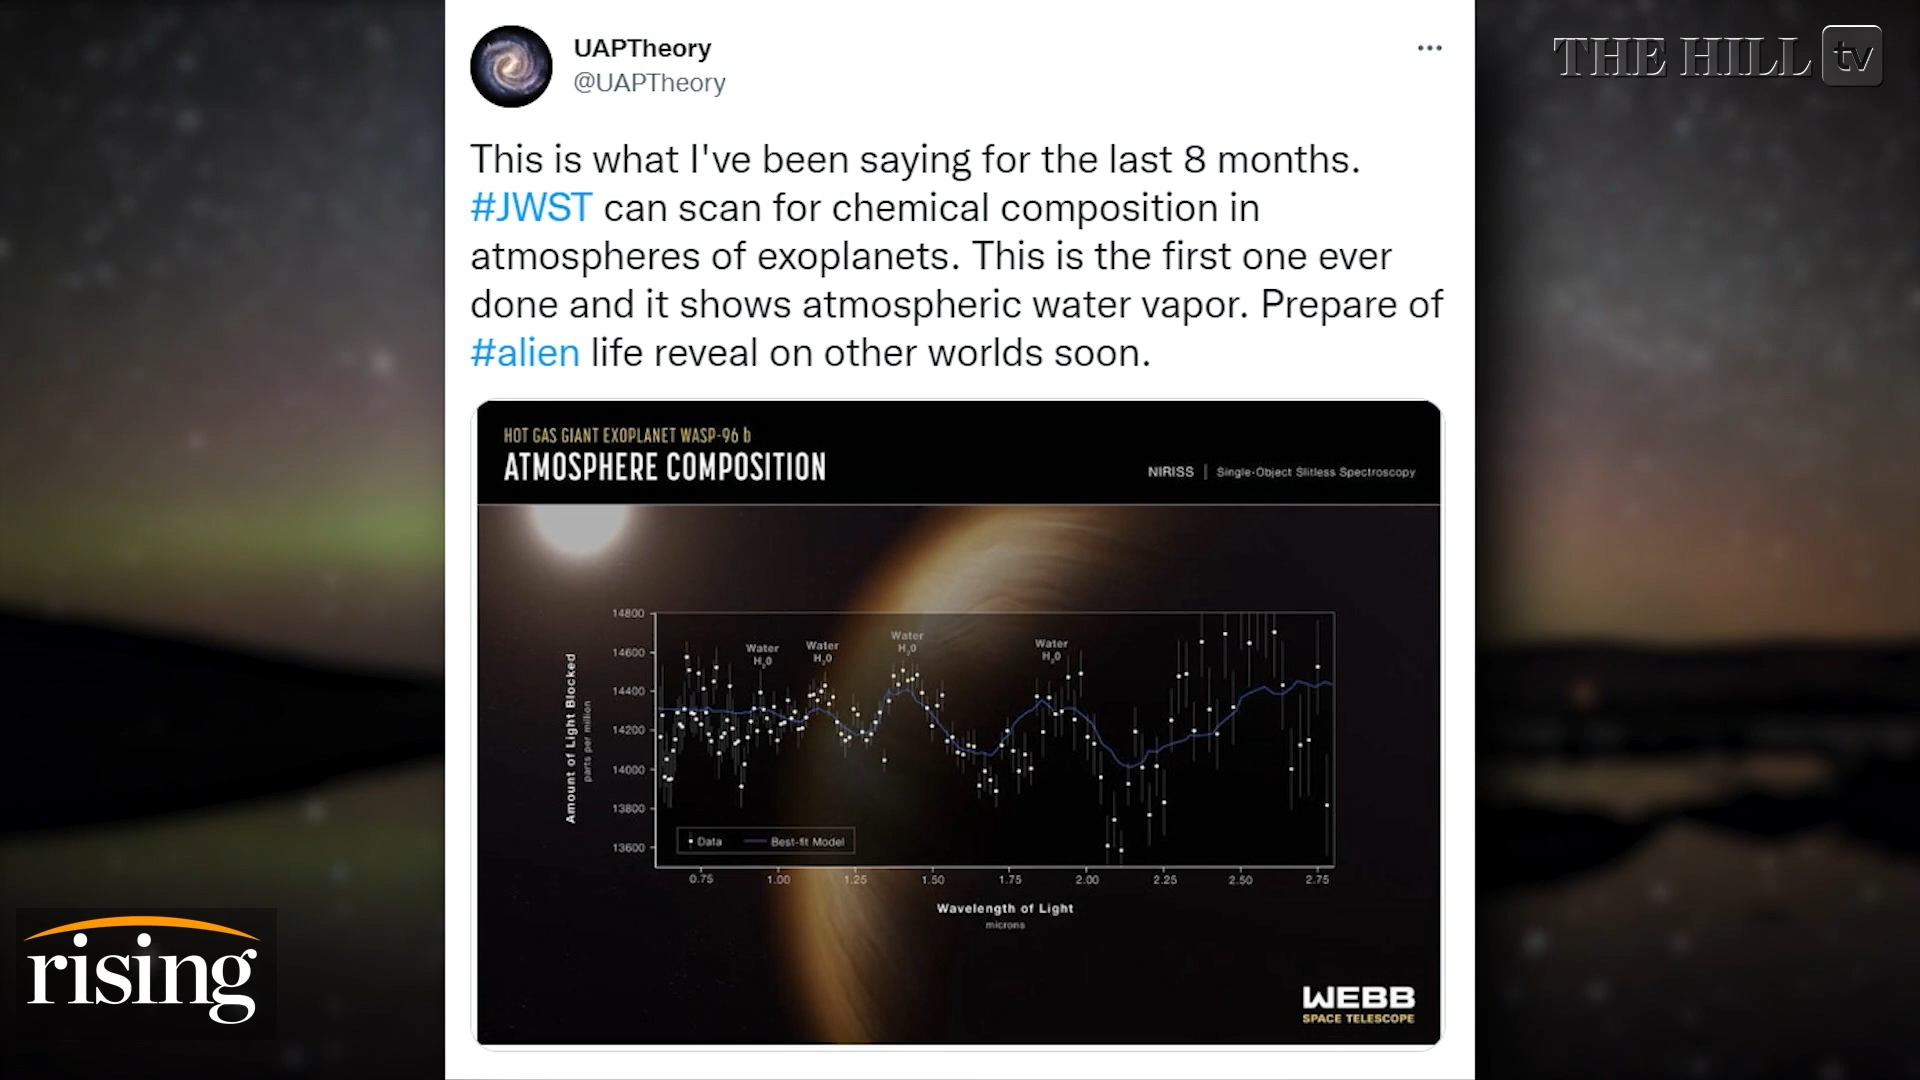 UAPTheory
@UAPTheory
THE HILL tv
This is what I've been saying for the last 8 months.
#JWST can scan for chemical composition in
atmospheres of exoplanets. This is the first one ever
done and it shows atmospheric water vapor. Prepare of
#alien life reveal on other worlds soon.
HOT GAS GIANT EXOPLANET WASP-96 b
ATMOSPHERE COMPOSITION
NIRISS | Single-Object Slitless Spectroscopy
Amount of Light Blocked
parts per million
14800
14600
14400
14200
14000
13800
13600
Water
H₂O
Water
H₂O
Water
H₂O
Water
H₂O
Data
Best-fit Model
0.75 1.00 1.25 1.50 1.75 2.00 2.25 2.50 2.75
Wavelength of Light
microns
rising
WEBB
SPACE TELESCOPE